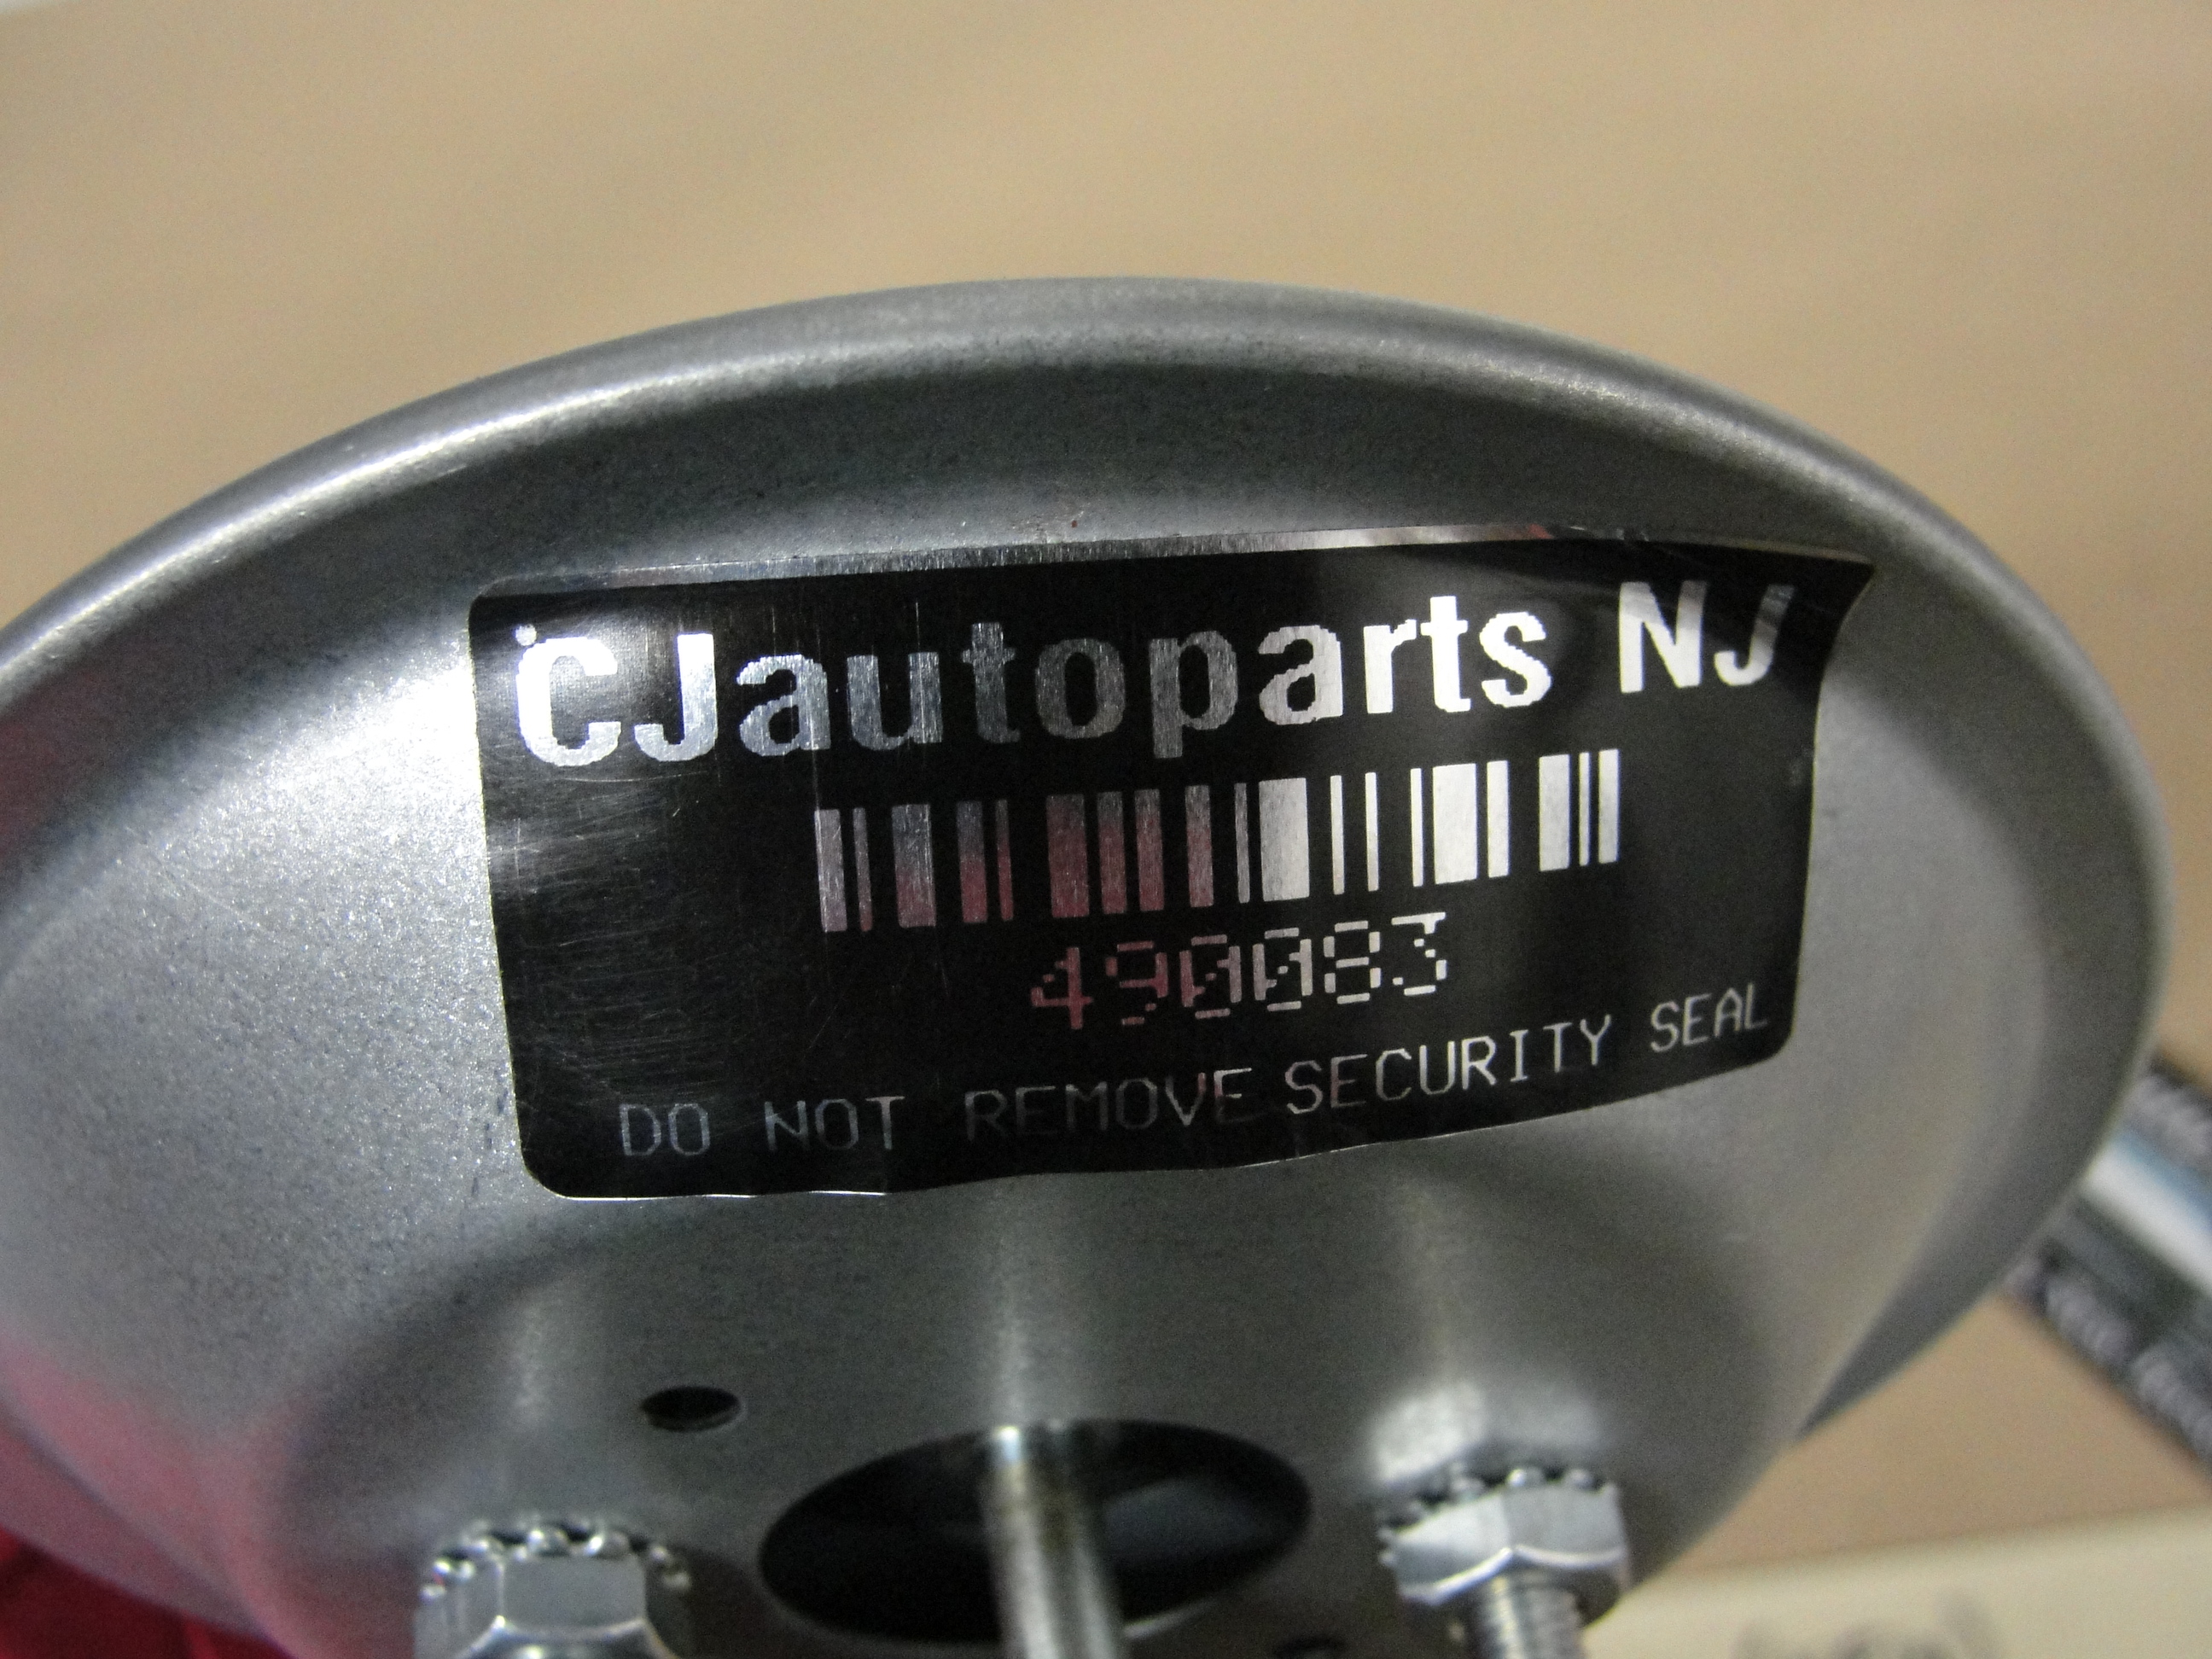 CJautoparts NJ
490083
DO NOT REMOVE SECURITY SEAL